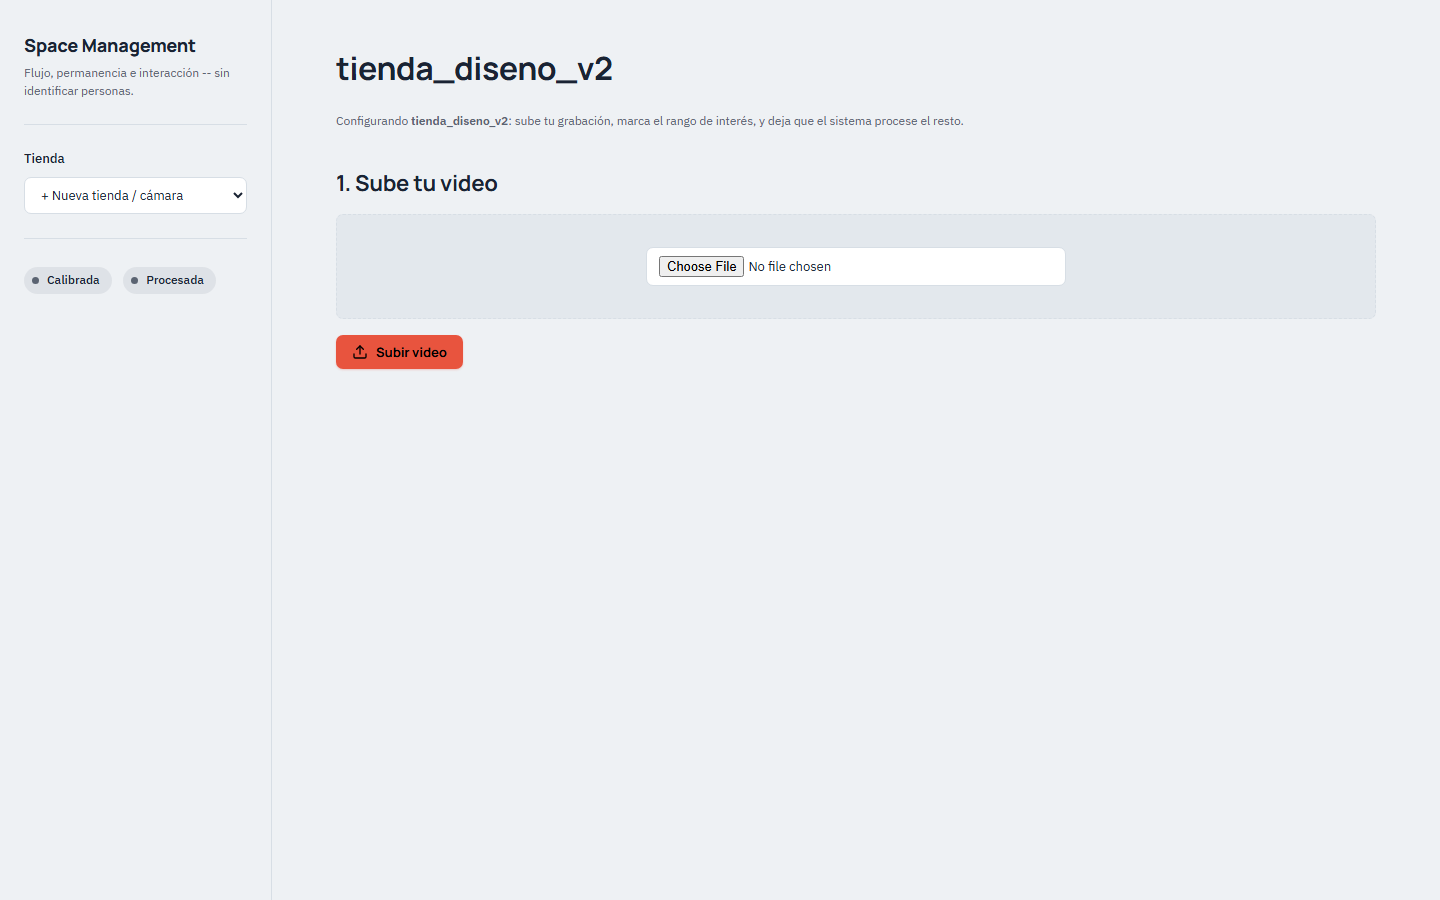 Space Management
Flujo, permanencia e interacción -- sin
identificar personas.
Tienda
+ Nueva tienda / cámara
Calibrada
Procesada
tienda_diseno_v2
Configurando tienda_diseno_v2: sube tu grabación, marca el rango de interés, y deja que el sistema procese el resto.
1. Sube tu video
Choose File No file chosen
Subir video